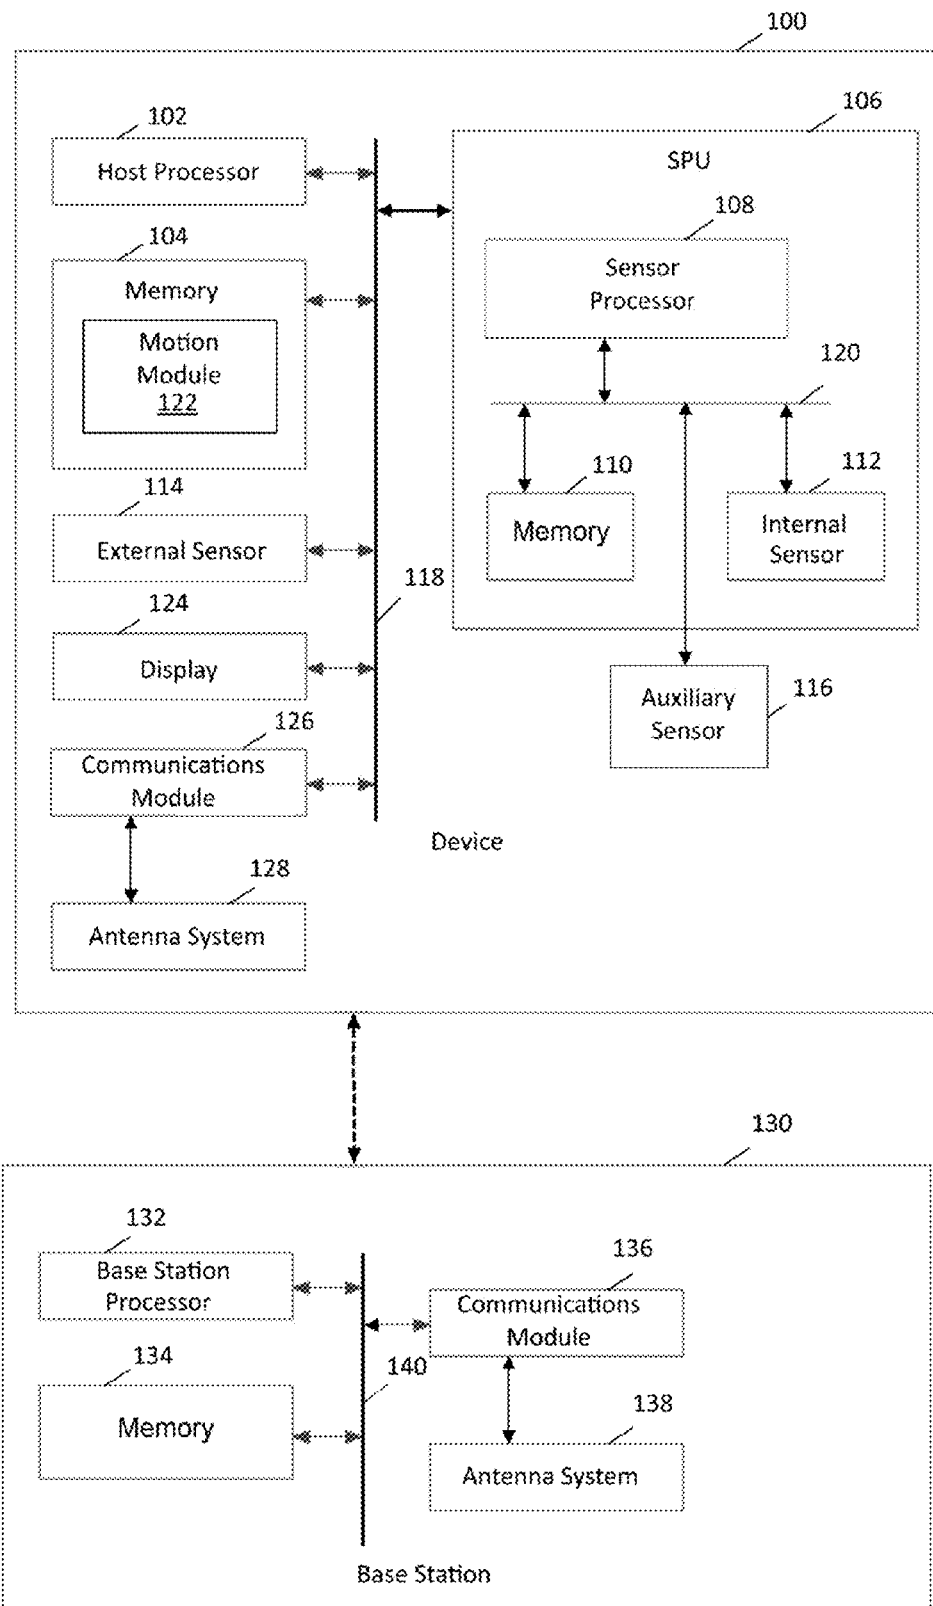 100
102
Host Processor
106
SPU
108
Sensor
Processor
104
Memory
Motion
Module
122
120
110
Memory
112
Internal
Sensor
114
External Sensor
118
124
Display
116
Auxiliary
Sensor
126
Communications
Module
Device
128
Antenna System
130
132
Base Station
Processor
136
Communications
Module
134
Memory
140
138
Antenna System
Base Station